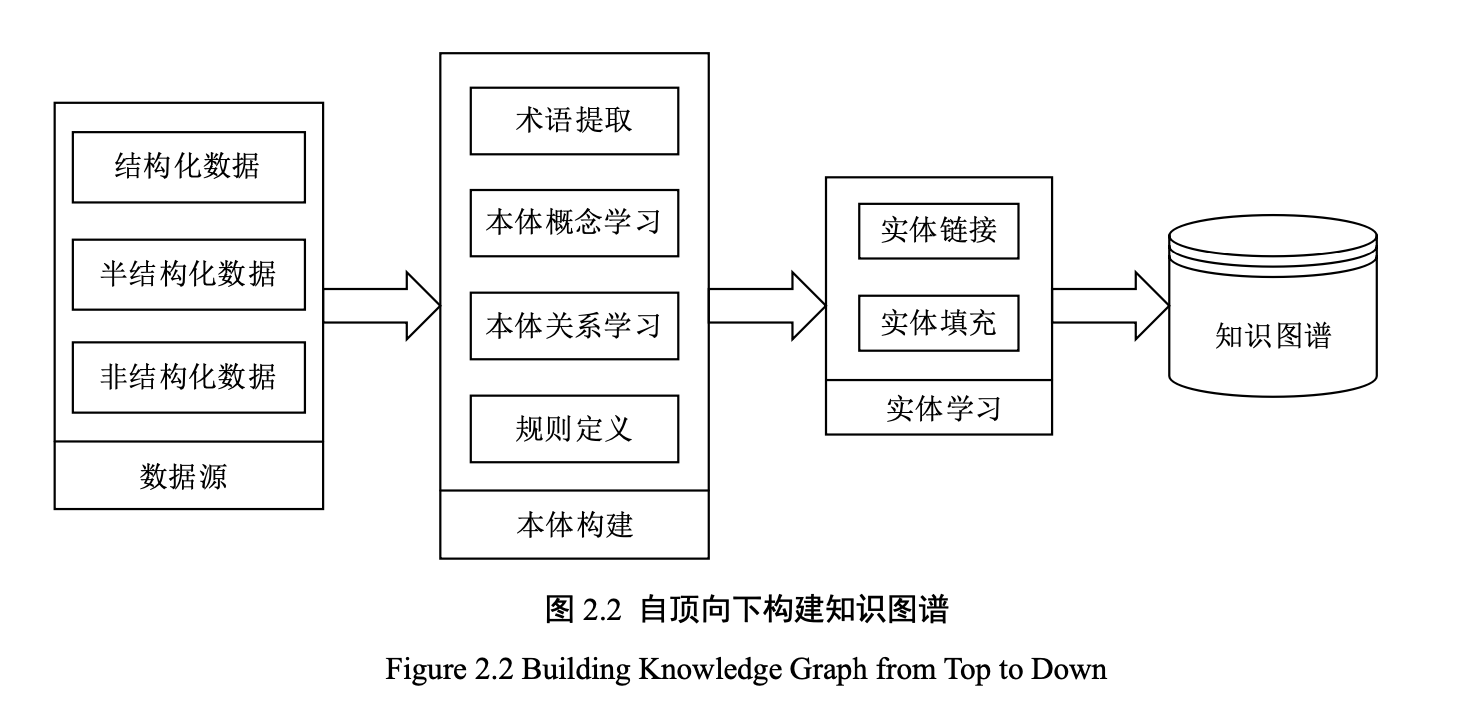 结构化数据
半结构化数据
非结构化数据
数据源
术语提取
本体概念学习
本体关系学习
规则定义
本体构建
实体链接
实体填充
实体学习
知识图谱
图 2.2 自顶向下构建知识图谱
Figure 2.2 Building Knowledge Graph from Top to Down